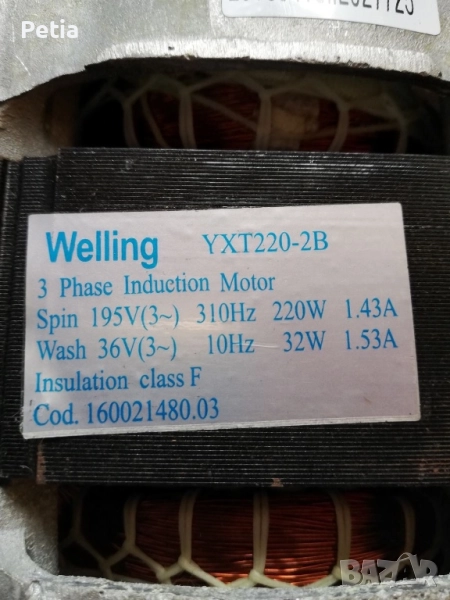 Petia
Welling YXT220-2B
3 Phase Induction Motor
Spin 195V(3~) 310Hz 220W 1.43A
Wash 36V(3~) 10Hz 32W 1.53A
Insulation class F
Cod. 160021480.03
BAZAR